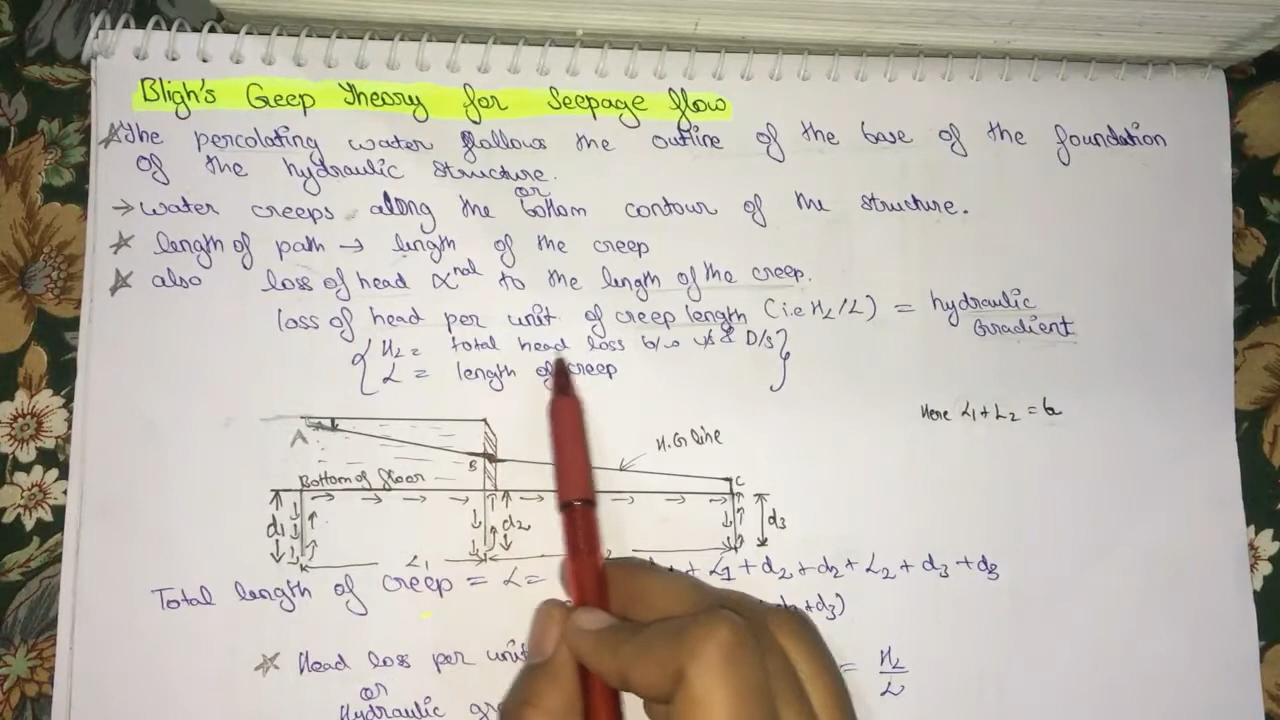 Bligh's Creep Theory for Seepage flow
The percolating water follows the outline of the base of the foundation
of the hydraulic structure.
or
→ water creeps along the bottom contour of the structure.
length of path → length of the creep
also loss of head ∝nal to the length of the creep.
loss of head per unit of creep length (i.e HL/L) = hydraulic
Gradient
{ HL = total head loss b/w u/s & D/s
L = length of creep }
Here L1+L2 = b
A
B
H.G line
C
Bottom of floor
d1
d2
d3
L1
Total length of creep = L = + L1 + d2 + d2 + L2 + d3 + d3
+d3)
Head loss per unit = HL/L
or
Hydraulic